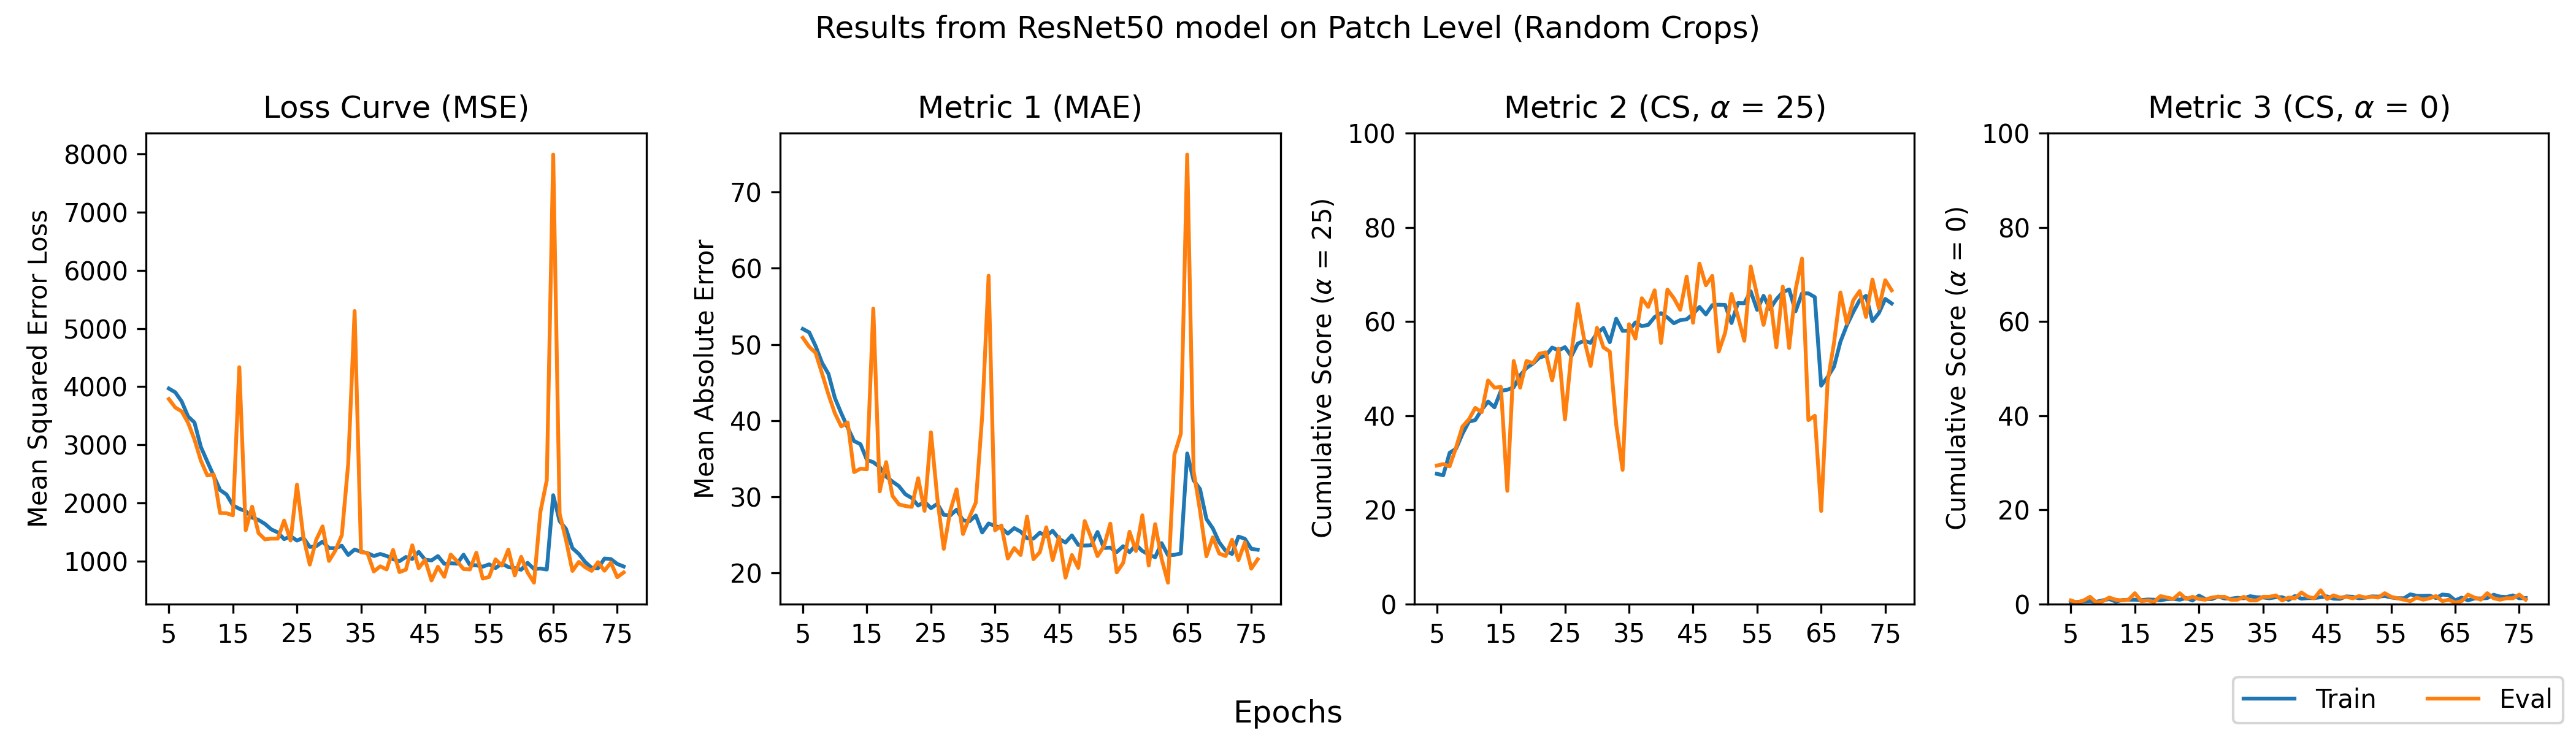 Results from ResNet50 model on Patch Level (Random Crops)
Loss Curve (MSE)
Mean Squared Error Loss
8000
7000
6000
5000
4000
3000
2000
1000
5 15 25 35 45 55 65 75
Metric 1 (MAE)
Mean Absolute Error
70
60
50
40
30
20
5 15 25 35 45 55 65 75
Metric 2 (CS, α = 25)
Cumulative Score (α = 25)
100
80
60
40
20
0
5 15 25 35 45 55 65 75
Metric 3 (CS, α = 0)
Cumulative Score (α = 0)
100
80
60
40
20
0
5 15 25 35 45 55 65 75
Epochs
Train Eval